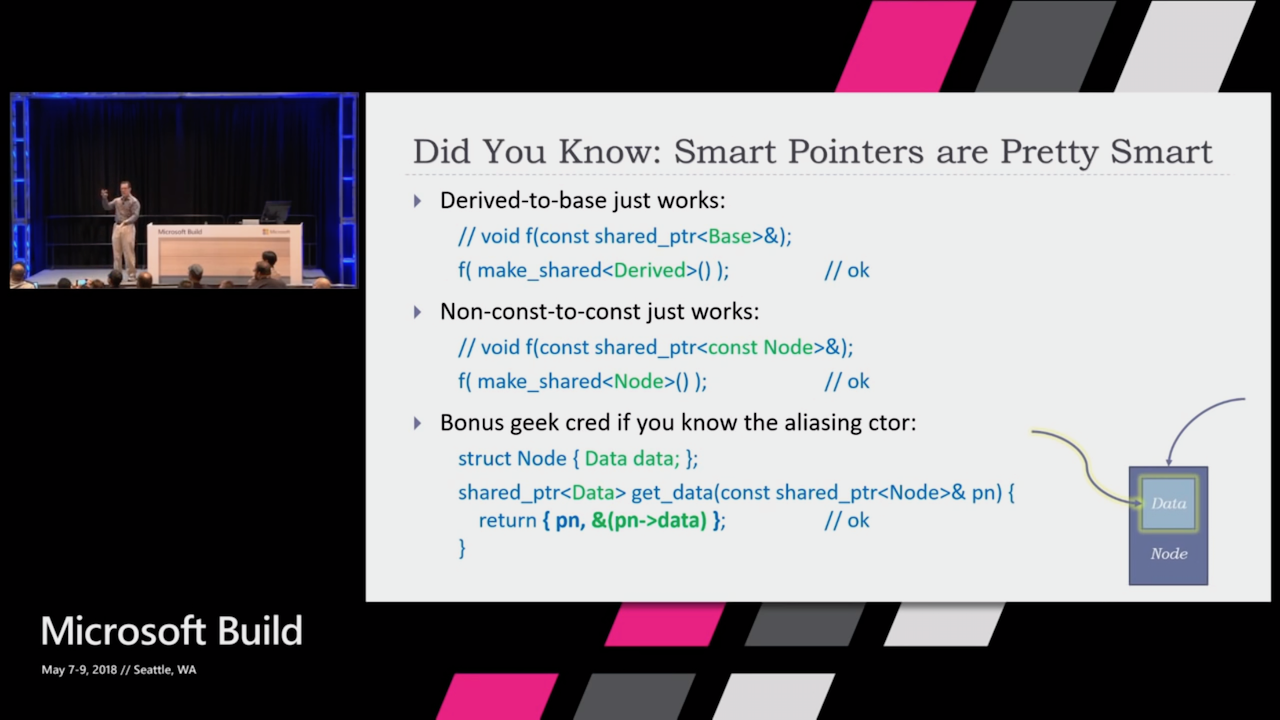 Did You Know: Smart Pointers are Pretty Smart
Derived-to-base just works:
// void f(const shared_ptr<Base>&);
f( make_shared<Derived>() ); // ok
Non-const-to-const just works:
// void f(const shared_ptr<const Node>&);
f( make_shared<Node>() ); // ok
Bonus geek cred if you know the aliasing ctor:
struct Node { Data data; };
shared_ptr<Data> get_data(const shared_ptr<Node>& pn) {
return { pn, &(pn->data) }; // ok
}
Data
Node
Microsoft Build
Microsoft
Microsoft Build
May 7-9, 2018 // Seattle, WA